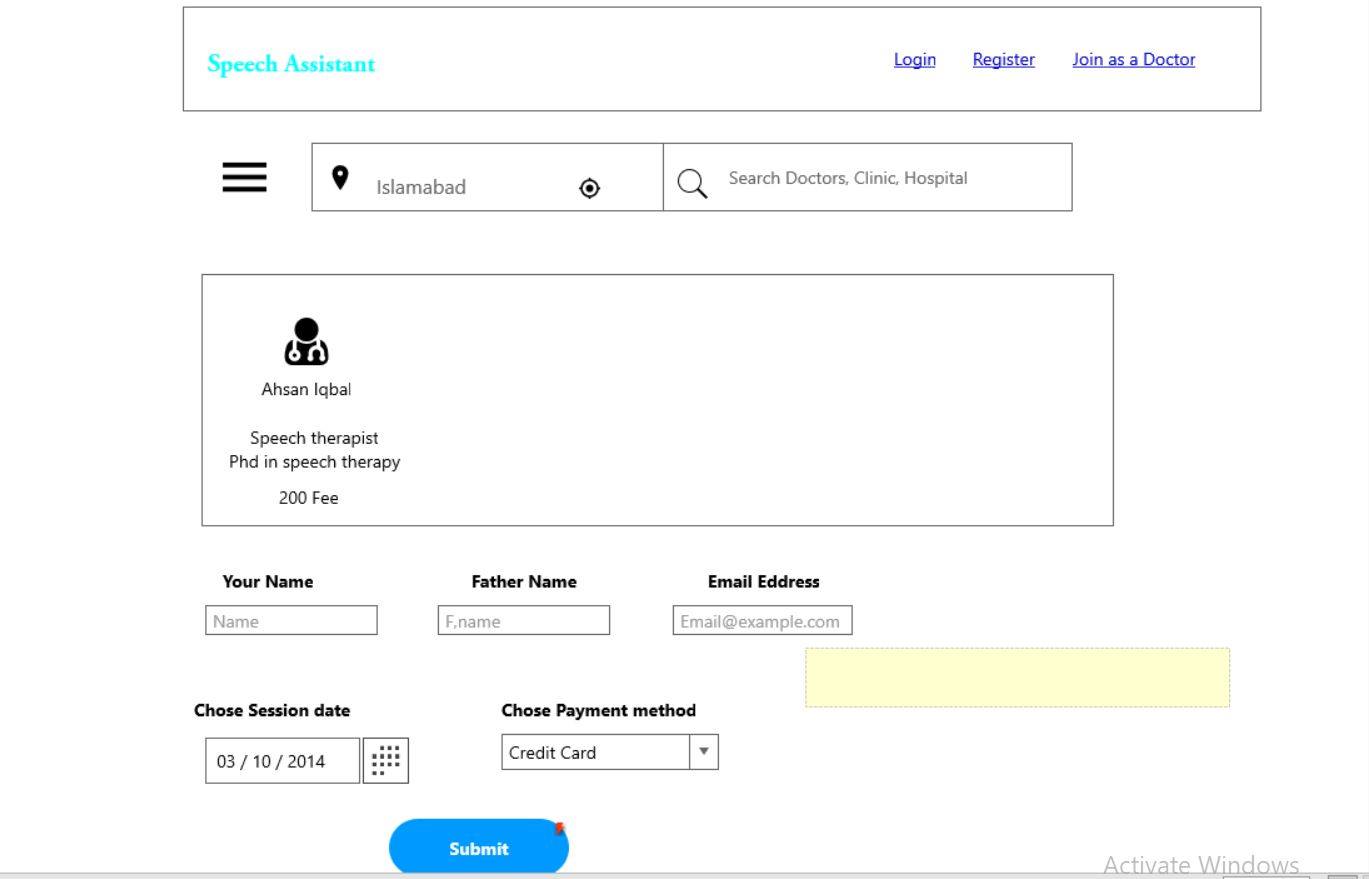 Speech Assistant
Login Register Join as a Doctor
Islamabad
Search Doctors, Clinic, Hospital
Ahsan Iqbal
Speech therapist
Phd in speech therapy
200 Fee
Your Name Father Name Email Eddress
Name F,name Email@example.com
Chose Session date Chose Payment method
03 / 10 / 2014 Credit Card
Submit
Activate Windows